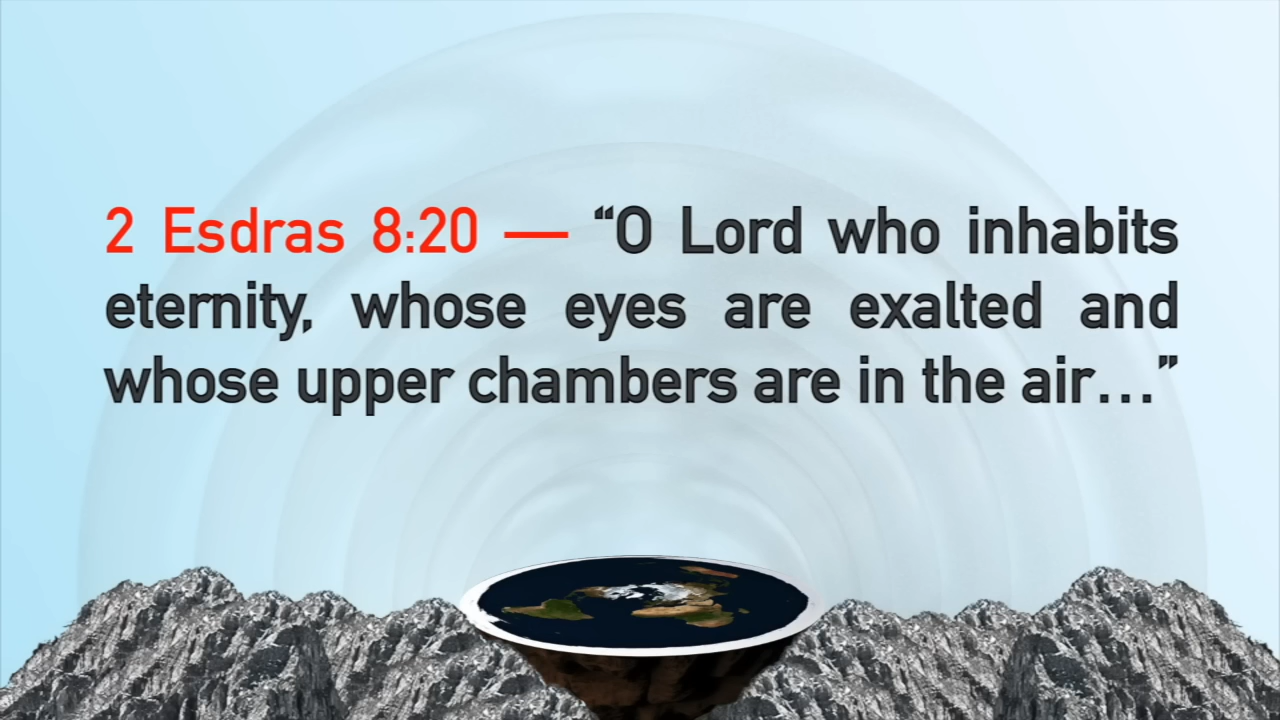 2 Esdras 8:20 — “O Lord who inhabits
eternity, whose eyes are exalted and
whose upper chambers are in the air...”